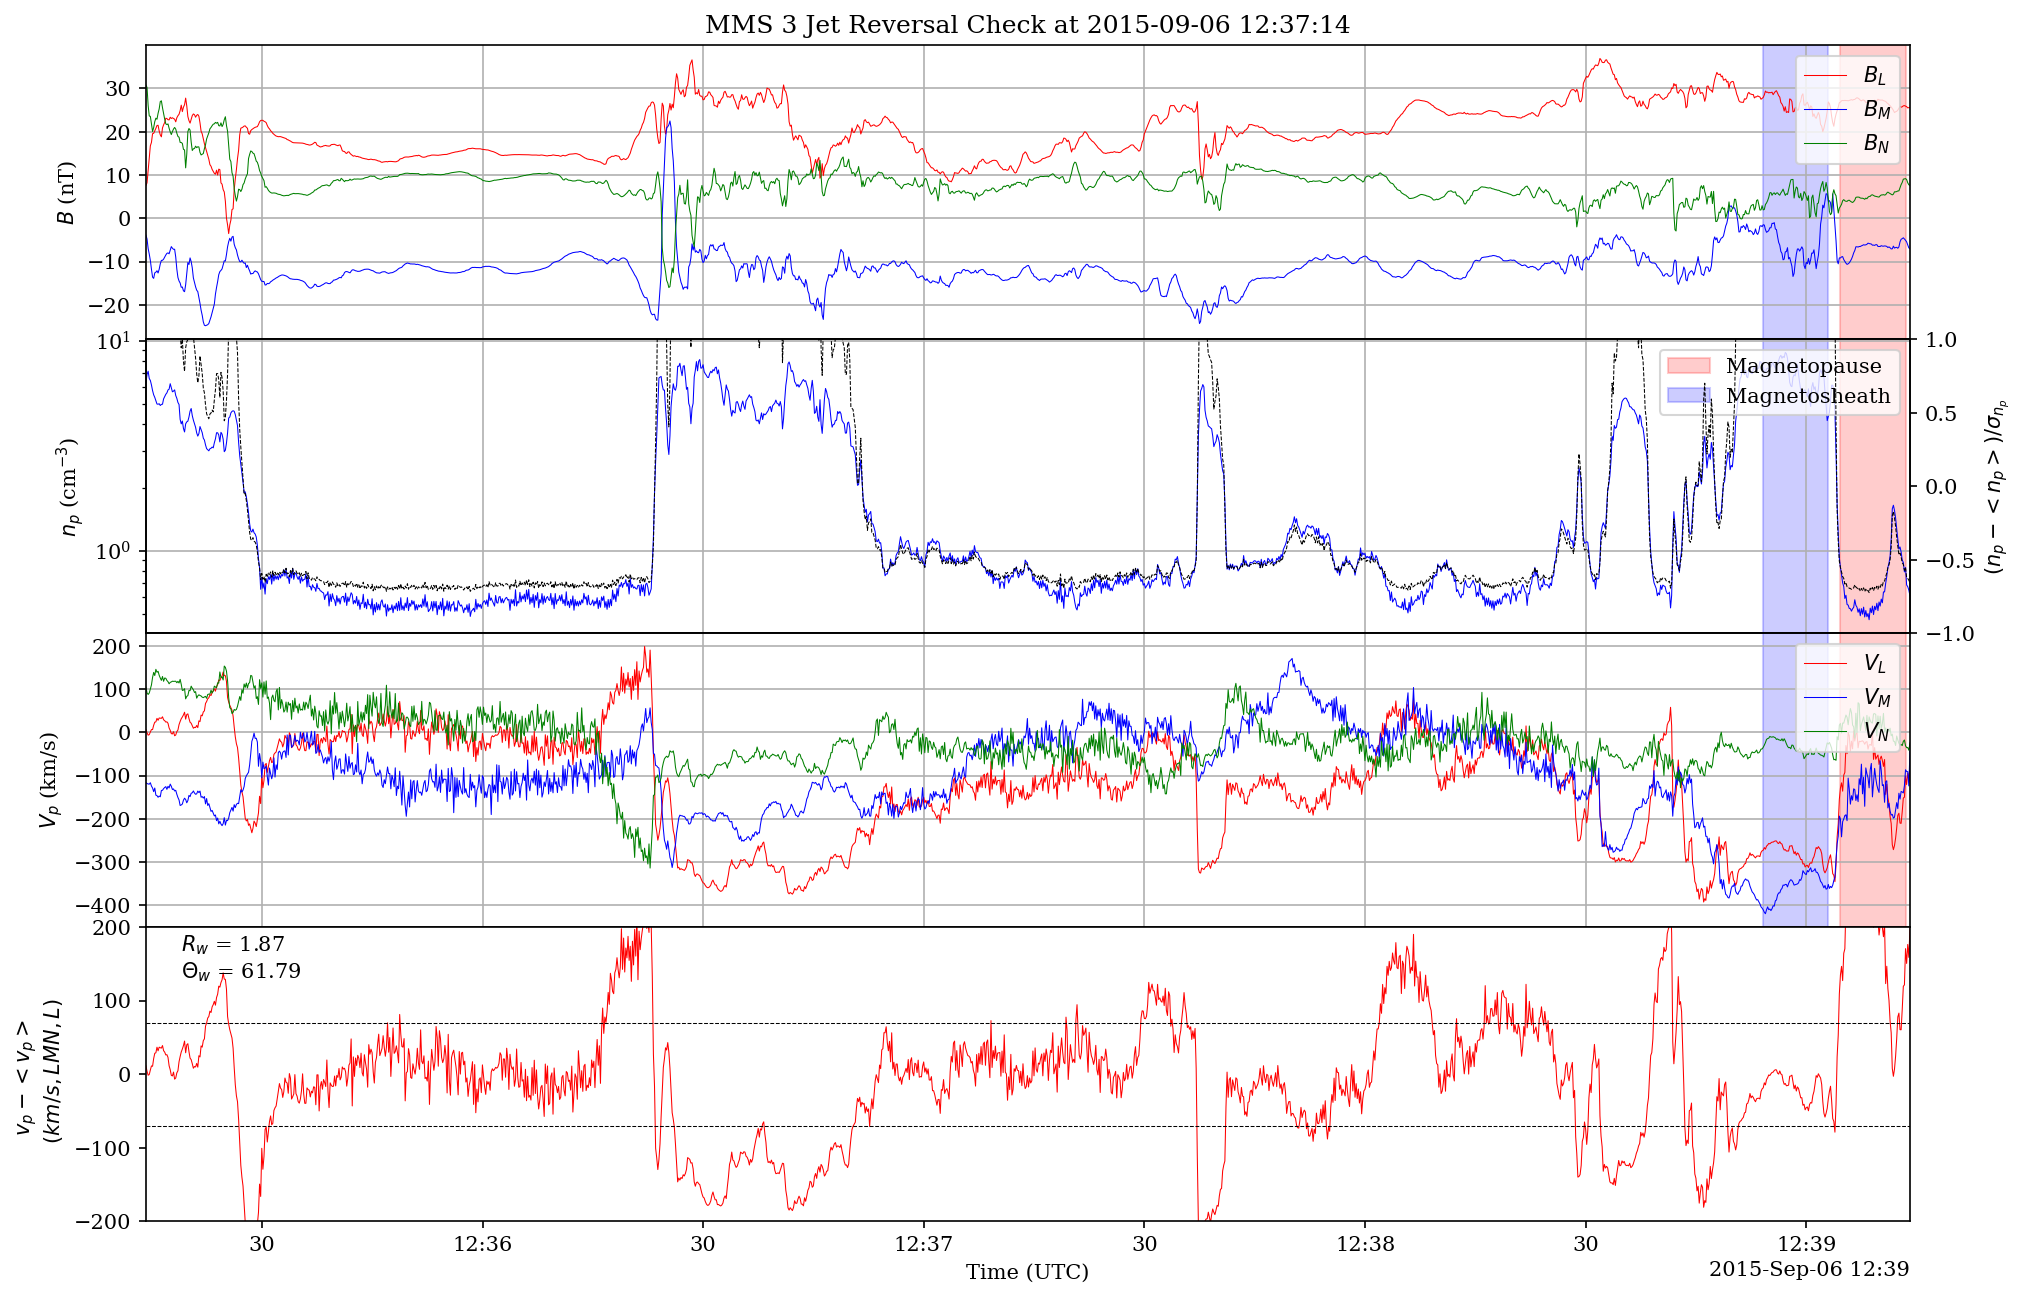 MMS 3 Jet Reversal Check at 2015-09-06 12:37:14
30
20
10
0
−10
−20
B (nT)
B_L
B_M
B_N
10^1
10^0
n_p (cm^−3)
Magnetopause
Magnetosheath
1.0
0.5
0.0
−0.5
−1.0
(n_p − < n_p > )/σ_{n_p}
200
100
0
−100
−200
−300
−400
V_p (km/s)
V_L
V_M
V_N
200
100
0
−100
−200
v_p − < v_p >
(km/s, LMN, L)
R_w = 1.87
Θ_w = 61.79
30
12:36
30
12:37
30
12:38
30
12:39
Time (UTC)
2015-Sep-06 12:39